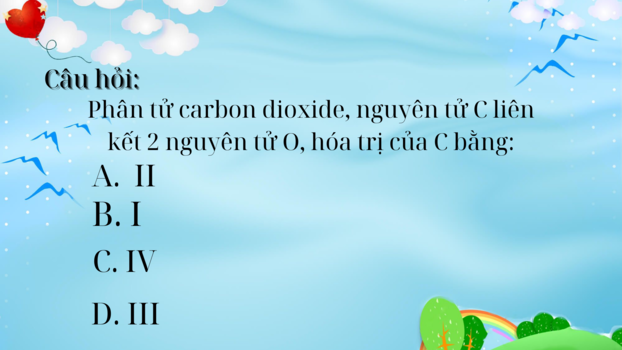 Câu hỏi:
Phân tử carbon dioxide, nguyên tử C liên
kết 2 nguyên tử O, hóa trị của C bằng:
A. II
B. I
C. IV
D. III